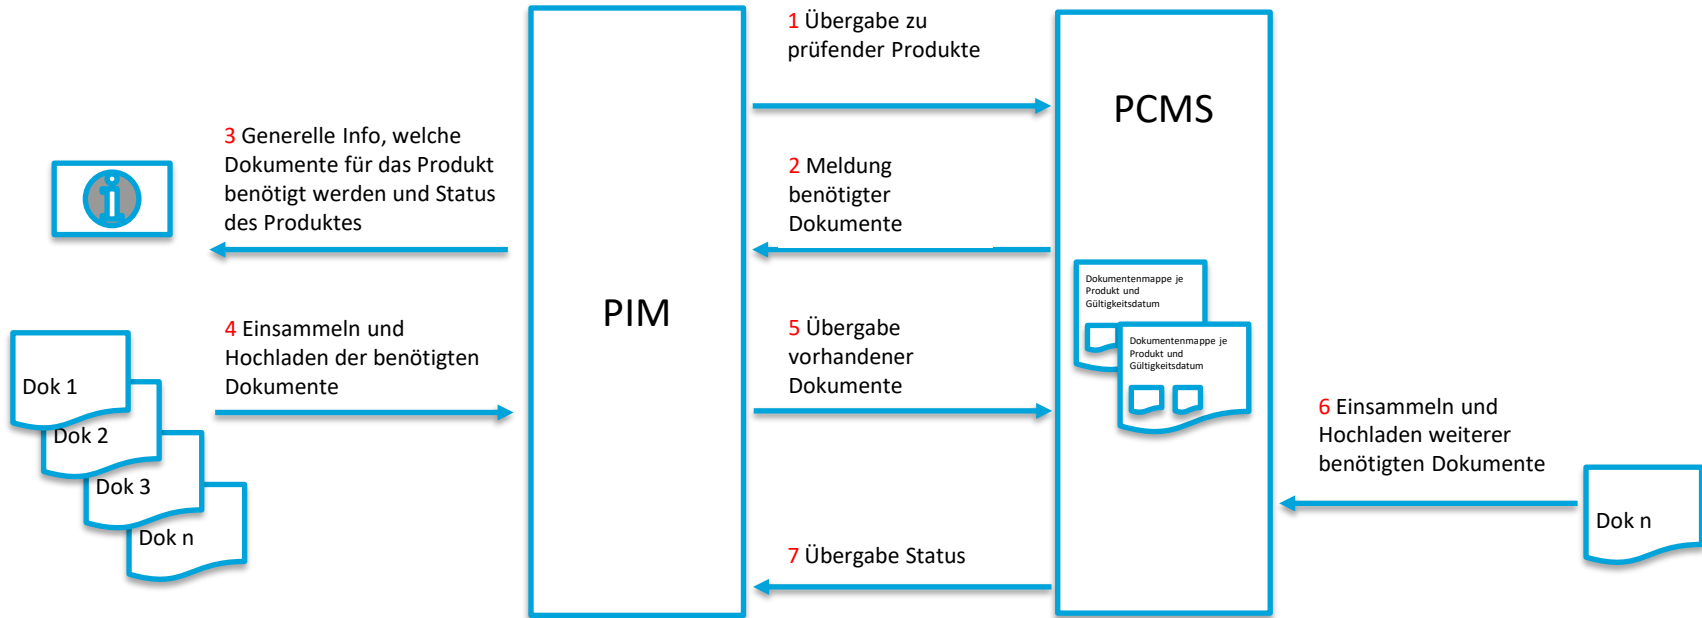 1 Übergabe zu
prüfender Produkte
PCMS
3 Generelle Info, welche
Dokumente für das Produkt
benötigt werden und Status
des Produktes
2 Meldung
benötigter
Dokumente
PIM
Dokumentenmappe je
Produkt und
Gültigkeitsdatum
Dokumentenmappe je
Produkt und
Gültigkeitsdatum
4 Einsammeln und
Hochladen der benötigten
Dokumente
5 Übergabe
vorhandener
Dokumente
Dok 1
Dok 2
Dok 3
Dok n
6 Einsammeln und
Hochladen weiterer
benötigten Dokumente
Dok n
7 Übergabe Status